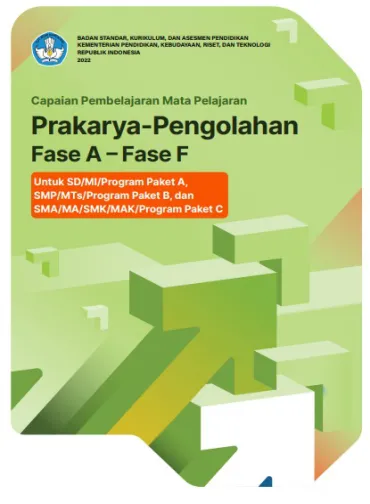 BADAN STANDAR, KURIKULUM, DAN ASESMEN PENDIDIKAN
KEMENTERIAN PENDIDIKAN, KEBUDAYAAN, RISET, DAN TEKNOLOGI
REPUBLIK INDONESIA
2022
Capaian Pembelajaran Mata Pelajaran
Prakarya-Pengolahan
Fase A – Fase F
Untuk SD/MI/Program Paket A,
SMP/MTs/Program Paket B, dan
SMA/MA/SMK/MAK/Program Paket C